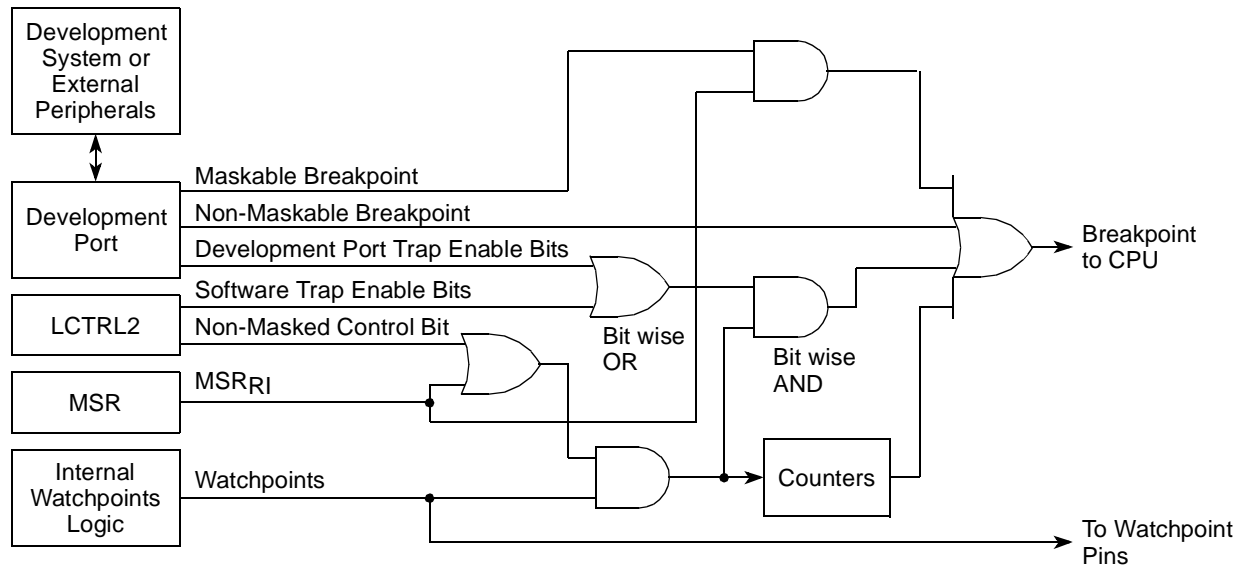 Development
System or
External
Peripherals
Maskable Breakpoint
Development
Port
Non-Maskable Breakpoint
Development Port Trap Enable Bits
Breakpoint
to CPU
Software Trap Enable Bits
LCTRL2
Non-Masked Control Bit
Bit wise
OR
Bit wise
AND
MSR
MSRRI
Internal
Watchpoints
Logic
Watchpoints
Counters
To Watchpoint
Pins